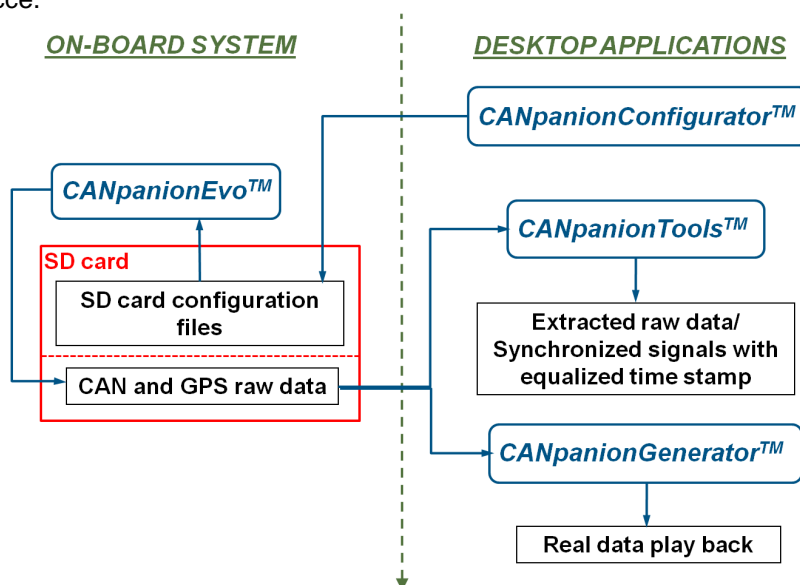 ON-BOARD SYSTEM
DESKTOP APPLICATIONS
CANpanionConfigurator™
CANpanionEvo™
CANpanionTools™
SD card
SD card configuration
files
Extracted raw data/
Synchronized signals with
equalized time stamp
CAN and GPS raw data
CANpanionGenerator™
Real data play back